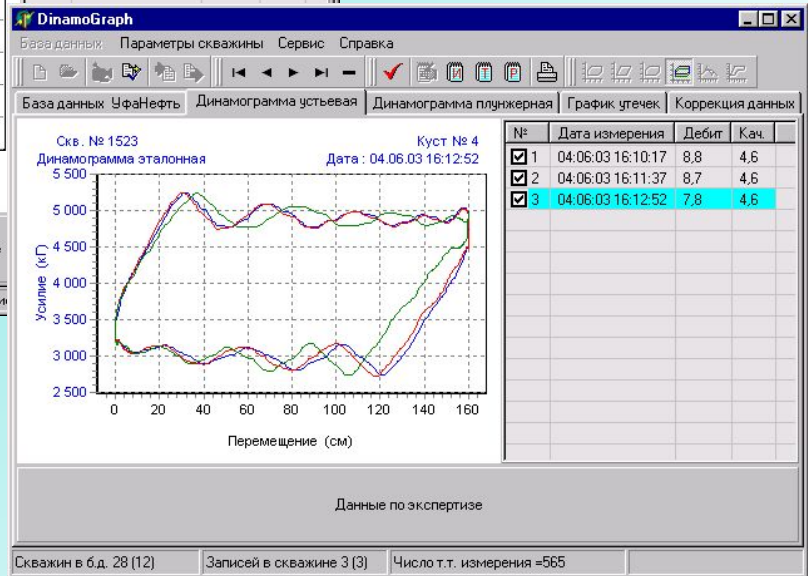 DinamoGraph
База данных Параметры скважины Сервис Справка
И Т Р
База данных УфаНефть Динамограмма устьевая Динамограмма плунжерная График утечек Коррекция данных
Скв. № 1523 Куст № 4
Динамограмма эталонная Дата : 04.06.03 16:12:52
5 500
5 000
4 500
4 000
3 500
3 000
2 500
Усилие (кГ)
0 20 40 60 80 100 120 140 160
Перемещение (см)
№ Дата измерения Дебит Кач.
1 04:06:03 16:10:17 8,8 4,6
2 04:06:03 16:11:37 8,7 4,6
3 04:06:03 16:12:52 7,8 4,6
Данные по экспертизе
Скважин в б.д. 28 (12) Записей в скважине 3 (3) Число т.т. измерения =565